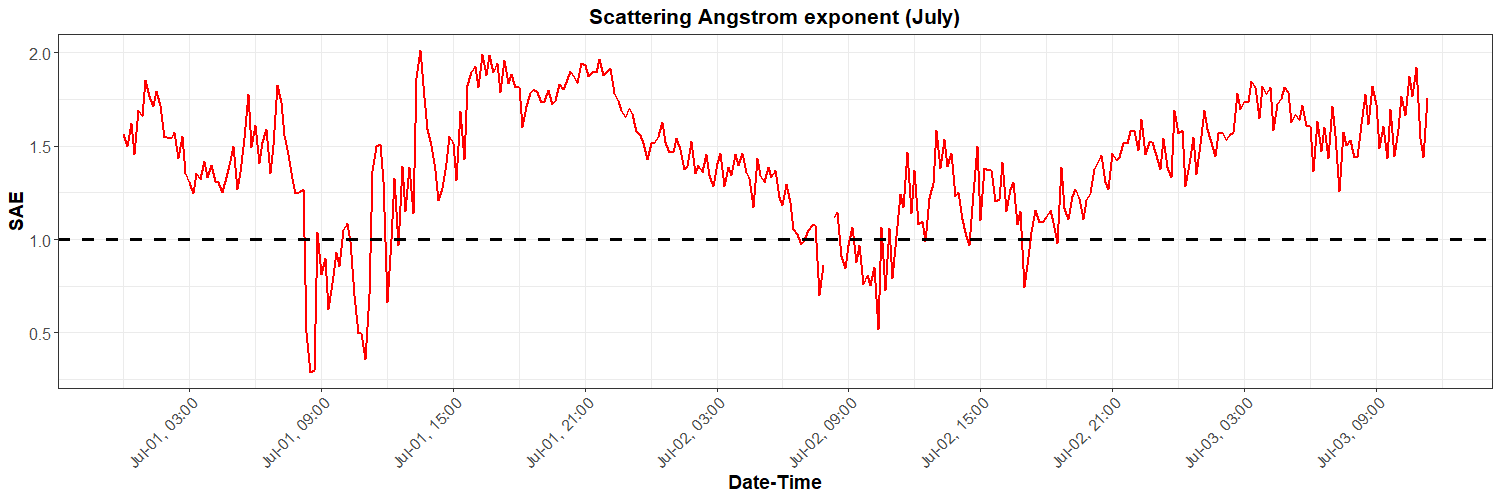 Scattering Angstrom exponent (July)
SAE
2.0
1.5
1.0
0.5
Jul-01, 03:00
Jul-01, 09:00
Jul-01, 15:00
Jul-01, 21:00
Jul-02, 03:00
Jul-02, 09:00
Jul-02, 15:00
Jul-02, 21:00
Jul-03, 03:00
Jul-03, 09:00
Date-Time